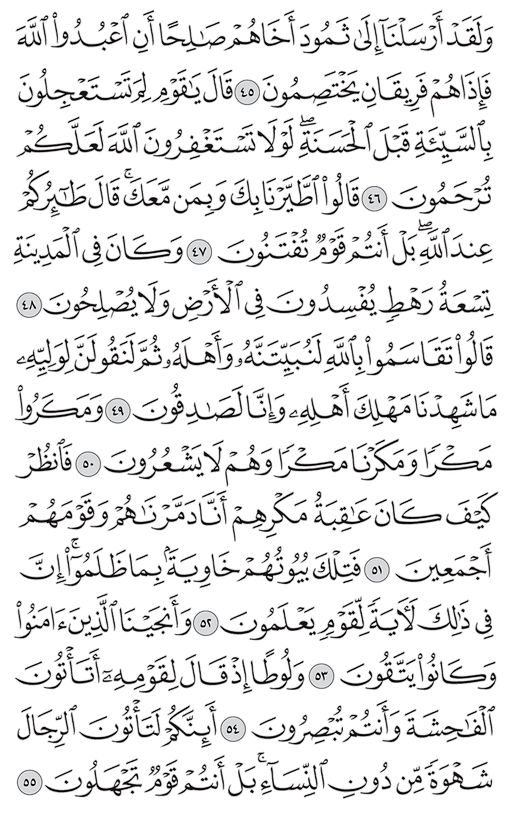 وَلَقَدْ أَرْسَلْنَآ إِلَىٰ ثَمُودَ أَخَاهُمْ صَـٰلِحًا أَنِ ٱعْبُدُوا۟ ٱللَّهَ
فَإِذَا هُمْ فَرِيقَانِ يَخْتَصِمُونَ ٤٥ قَالَ يَـٰقَوْمِ لِمَ تَسْتَعْجِلُونَ
بِٱلسَّيِّئَةِ قَبْلَ ٱلْحَسَنَةِ ۖ لَوْلَا تَسْتَغْفِرُونَ ٱللَّهَ لَعَلَّكُمْ
تُرْحَمُونَ ٤٦ قَالُوا۟ ٱطَّيَّرْنَا بِكَ وَبِمَن مَّعَكَ ۚ قَالَ طَـٰٓئِرُكُمْ
عِندَ ٱللَّهِ ۖ بَلْ أَنتُمْ قَوْمٌ تُفْتَنُونَ ٤٧ وَكَانَ فِى ٱلْمَدِينَةِ
تِسْعَةُ رَهْطٍ يُفْسِدُونَ فِى ٱلْأَرْضِ وَلَا يُصْلِحُونَ ٤٨
قَالُوا۟ تَقَاسَمُوا۟ بِٱللَّهِ لَنُبَيِّتَنَّهُۥ وَأَهْلَهُۥ ثُمَّ لَنَقُولَنَّ لِوَلِيِّهِۦ
مَا شَهِدْنَا مَهْلِكَ أَهْلِهِۦ وَإِنَّا لَصَـٰدِقُونَ ٤٩ وَمَكَرُوا۟
مَكْرًا وَمَكَرْنَا مَكْرًا وَهُمْ لَا يَشْعُرُونَ ٥٠ فَٱنظُرْ
كَيْفَ كَانَ عَـٰقِبَةُ مَكْرِهِمْ أَنَّا دَمَّرْنَـٰهُمْ وَقَوْمَهُمْ
أَجْمَعِينَ ٥١ فَتِلْكَ بُيُوتُهُمْ خَاوِيَةًۢ بِمَا ظَلَمُوٓا۟ ۗ إِنَّ
فِى ذَٰلِكَ لَـَٔايَةً لِّقَوْمٍ يَعْلَمُونَ ٥٢ وَأَنجَيْنَا ٱلَّذِينَ ءَامَنُوا۟
وَكَانُوا۟ يَتَّقُونَ ٥٣ وَلُوطًا إِذْ قَالَ لِقَوْمِهِۦٓ أَتَأْتُونَ
ٱلْفَـٰحِشَةَ وَأَنتُمْ تُبْصِرُونَ ٥٤ أَئِنَّكُمْ لَتَأْتُونَ ٱلرِّجَالَ
شَهْوَةً مِّن دُونِ ٱلنِّسَآءِ ۚ بَلْ أَنتُمْ قَوْمٌ تَجْهَلُونَ ٥٥